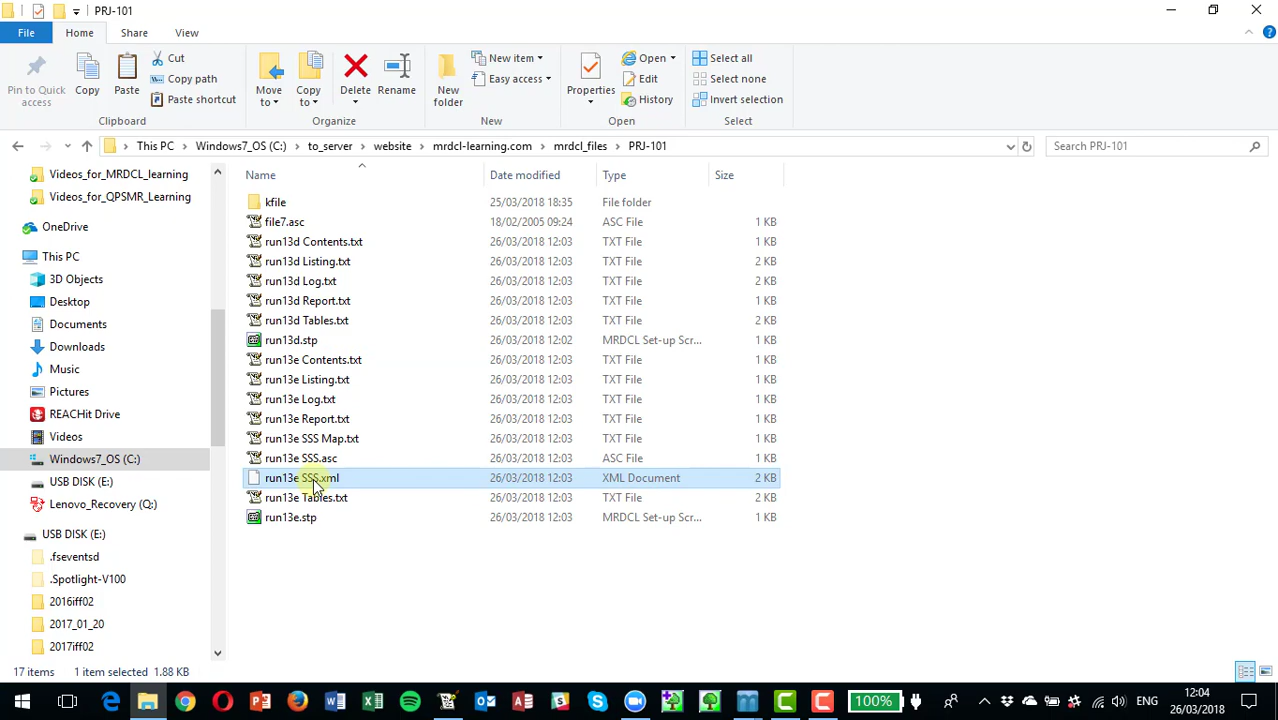 PRJ-101
File Home Share View
Pin to Quick access
Copy
Paste
Cut
Copy path
Paste shortcut
Clipboard
Move to
Copy to
Delete
Rename
Organize
New folder
New item
Easy access
New
Properties
Open
Edit
History
Open
Select all
Select none
Invert selection
Select
This PC Windows7_OS (C:) to_server website mrdcl-learning.com mrdcl_files PRJ-101
Search PRJ-101
Videos_for_MRDCL_learning
Videos_for_QPSMR_Learning
OneDrive
This PC
3D Objects
Desktop
Documents
Downloads
Music
Pictures
REACHit Drive
Videos
Windows7_OS (C:)
USB DISK (E:)
Lenovo_Recovery (Q:)
USB DISK (E:)
.fseventsd
.Spotlight-V100
2016iff02
2017_01_20
2017iff02
Name Date modified Type Size
kfile 25/03/2018 18:35 File folder
file7.asc 18/02/2005 09:24 ASC File 1 KB
run13d Contents.txt 26/03/2018 12:03 TXT File 1 KB
run13d Listing.txt 26/03/2018 12:03 TXT File 2 KB
run13d Log.txt 26/03/2018 12:03 TXT File 2 KB
run13d Report.txt 26/03/2018 12:03 TXT File 1 KB
run13d Tables.txt 26/03/2018 12:03 TXT File 2 KB
run13d.stp 26/03/2018 12:02 MRDCL Set-up Scr... 1 KB
run13e Contents.txt 26/03/2018 12:03 TXT File 1 KB
run13e Listing.txt 26/03/2018 12:03 TXT File 2 KB
run13e Log.txt 26/03/2018 12:03 TXT File 1 KB
run13e Report.txt 26/03/2018 12:03 TXT File 1 KB
run13e SSS Map.txt 26/03/2018 12:03 TXT File 1 KB
run13e SSS.asc 26/03/2018 12:03 ASC File 1 KB
run13e SSS.xml 26/03/2018 12:03 XML Document 2 KB
run13e Tables.txt 26/03/2018 12:03 TXT File 1 KB
run13e.stp 26/03/2018 12:03 MRDCL Set-up Scr... 1 KB
17 items 1 item selected 1.88 KB
100%
ENG
12:04
26/03/2018